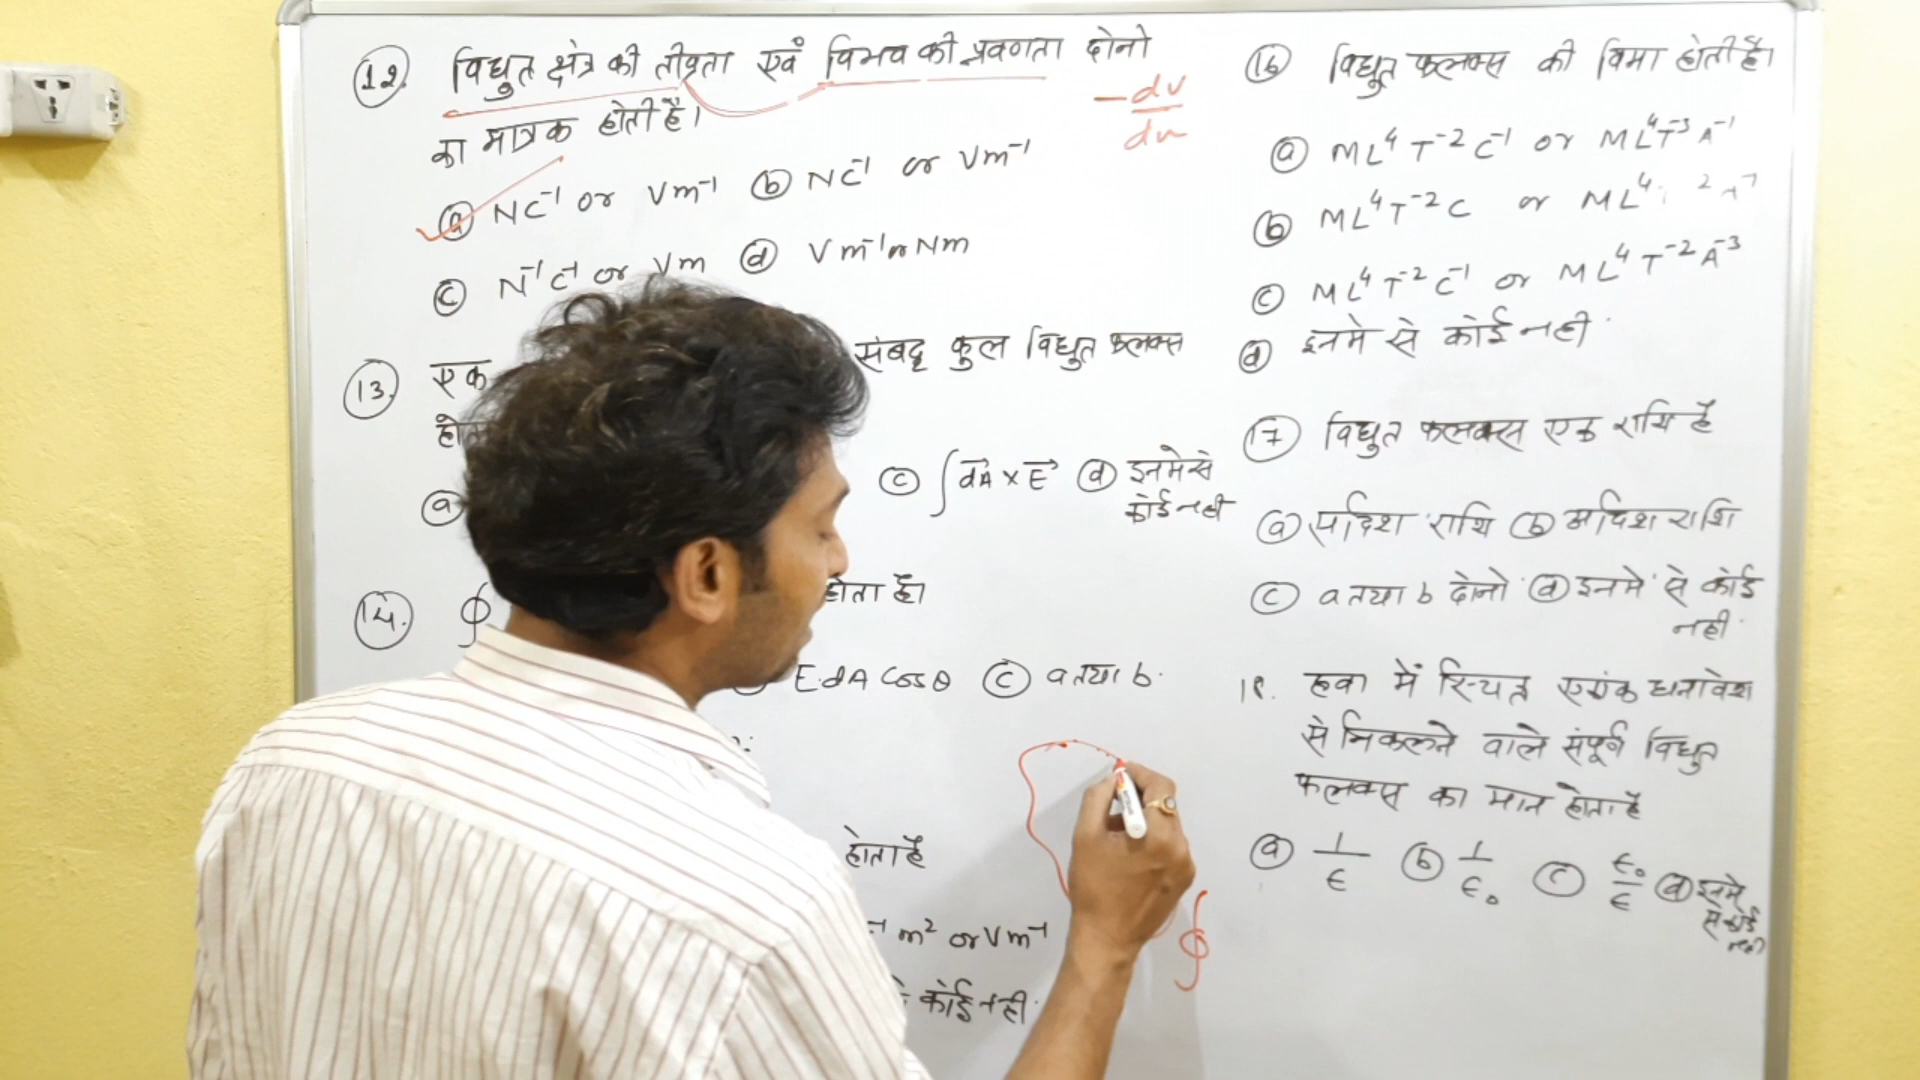 12. विद्युत क्षेत्र की तीव्रता एवं विभव की प्रवणता दोनो
का मात्रक होती है।
-dv/dn
(a) NC⁻¹ or Vm⁻¹ (b) NC⁻¹ or Vm⁻¹
(c) N⁻¹C⁻¹ or Vm (d) Vm⁻¹ or Nm
13. एक संबद्ध कुल विद्युत फ्लक्स
(a) (c) ∫dA⃗ × E⃗ (d) इनमे से
कोई नही
14. ∮ होता है।
E.dA Cosθ (c) a तथा b.
होता है
⁻¹ m² or Vm⁻¹
कोई नही.
∮
16 विद्युत फ्लक्स की विमा होती है।
(a) ML⁴T⁻²C⁻¹ or ML⁴T⁻³A⁻¹
(b) ML⁴T⁻²C or ML⁴
(c) ML⁴T⁻²C⁻¹ or ML⁴T⁻²A⁻³
(d) इनमे से कोई नही.
17 विद्युत फ्लक्स एक राशि है
(a) सदिश राशि (b) अदिश राशि
(c) a तथा b दोनो (d) इनमे से कोई
नही.
18. हवा में स्थित एकांक धनावेश
से निकलने वाले संपूर्ण विद्युत
फ्लक्स का मान होता है
(a) 1/ϵ (b) 1/ϵ₀ (c) ϵ₀/ϵ (d) इनमे
से कोई
नही